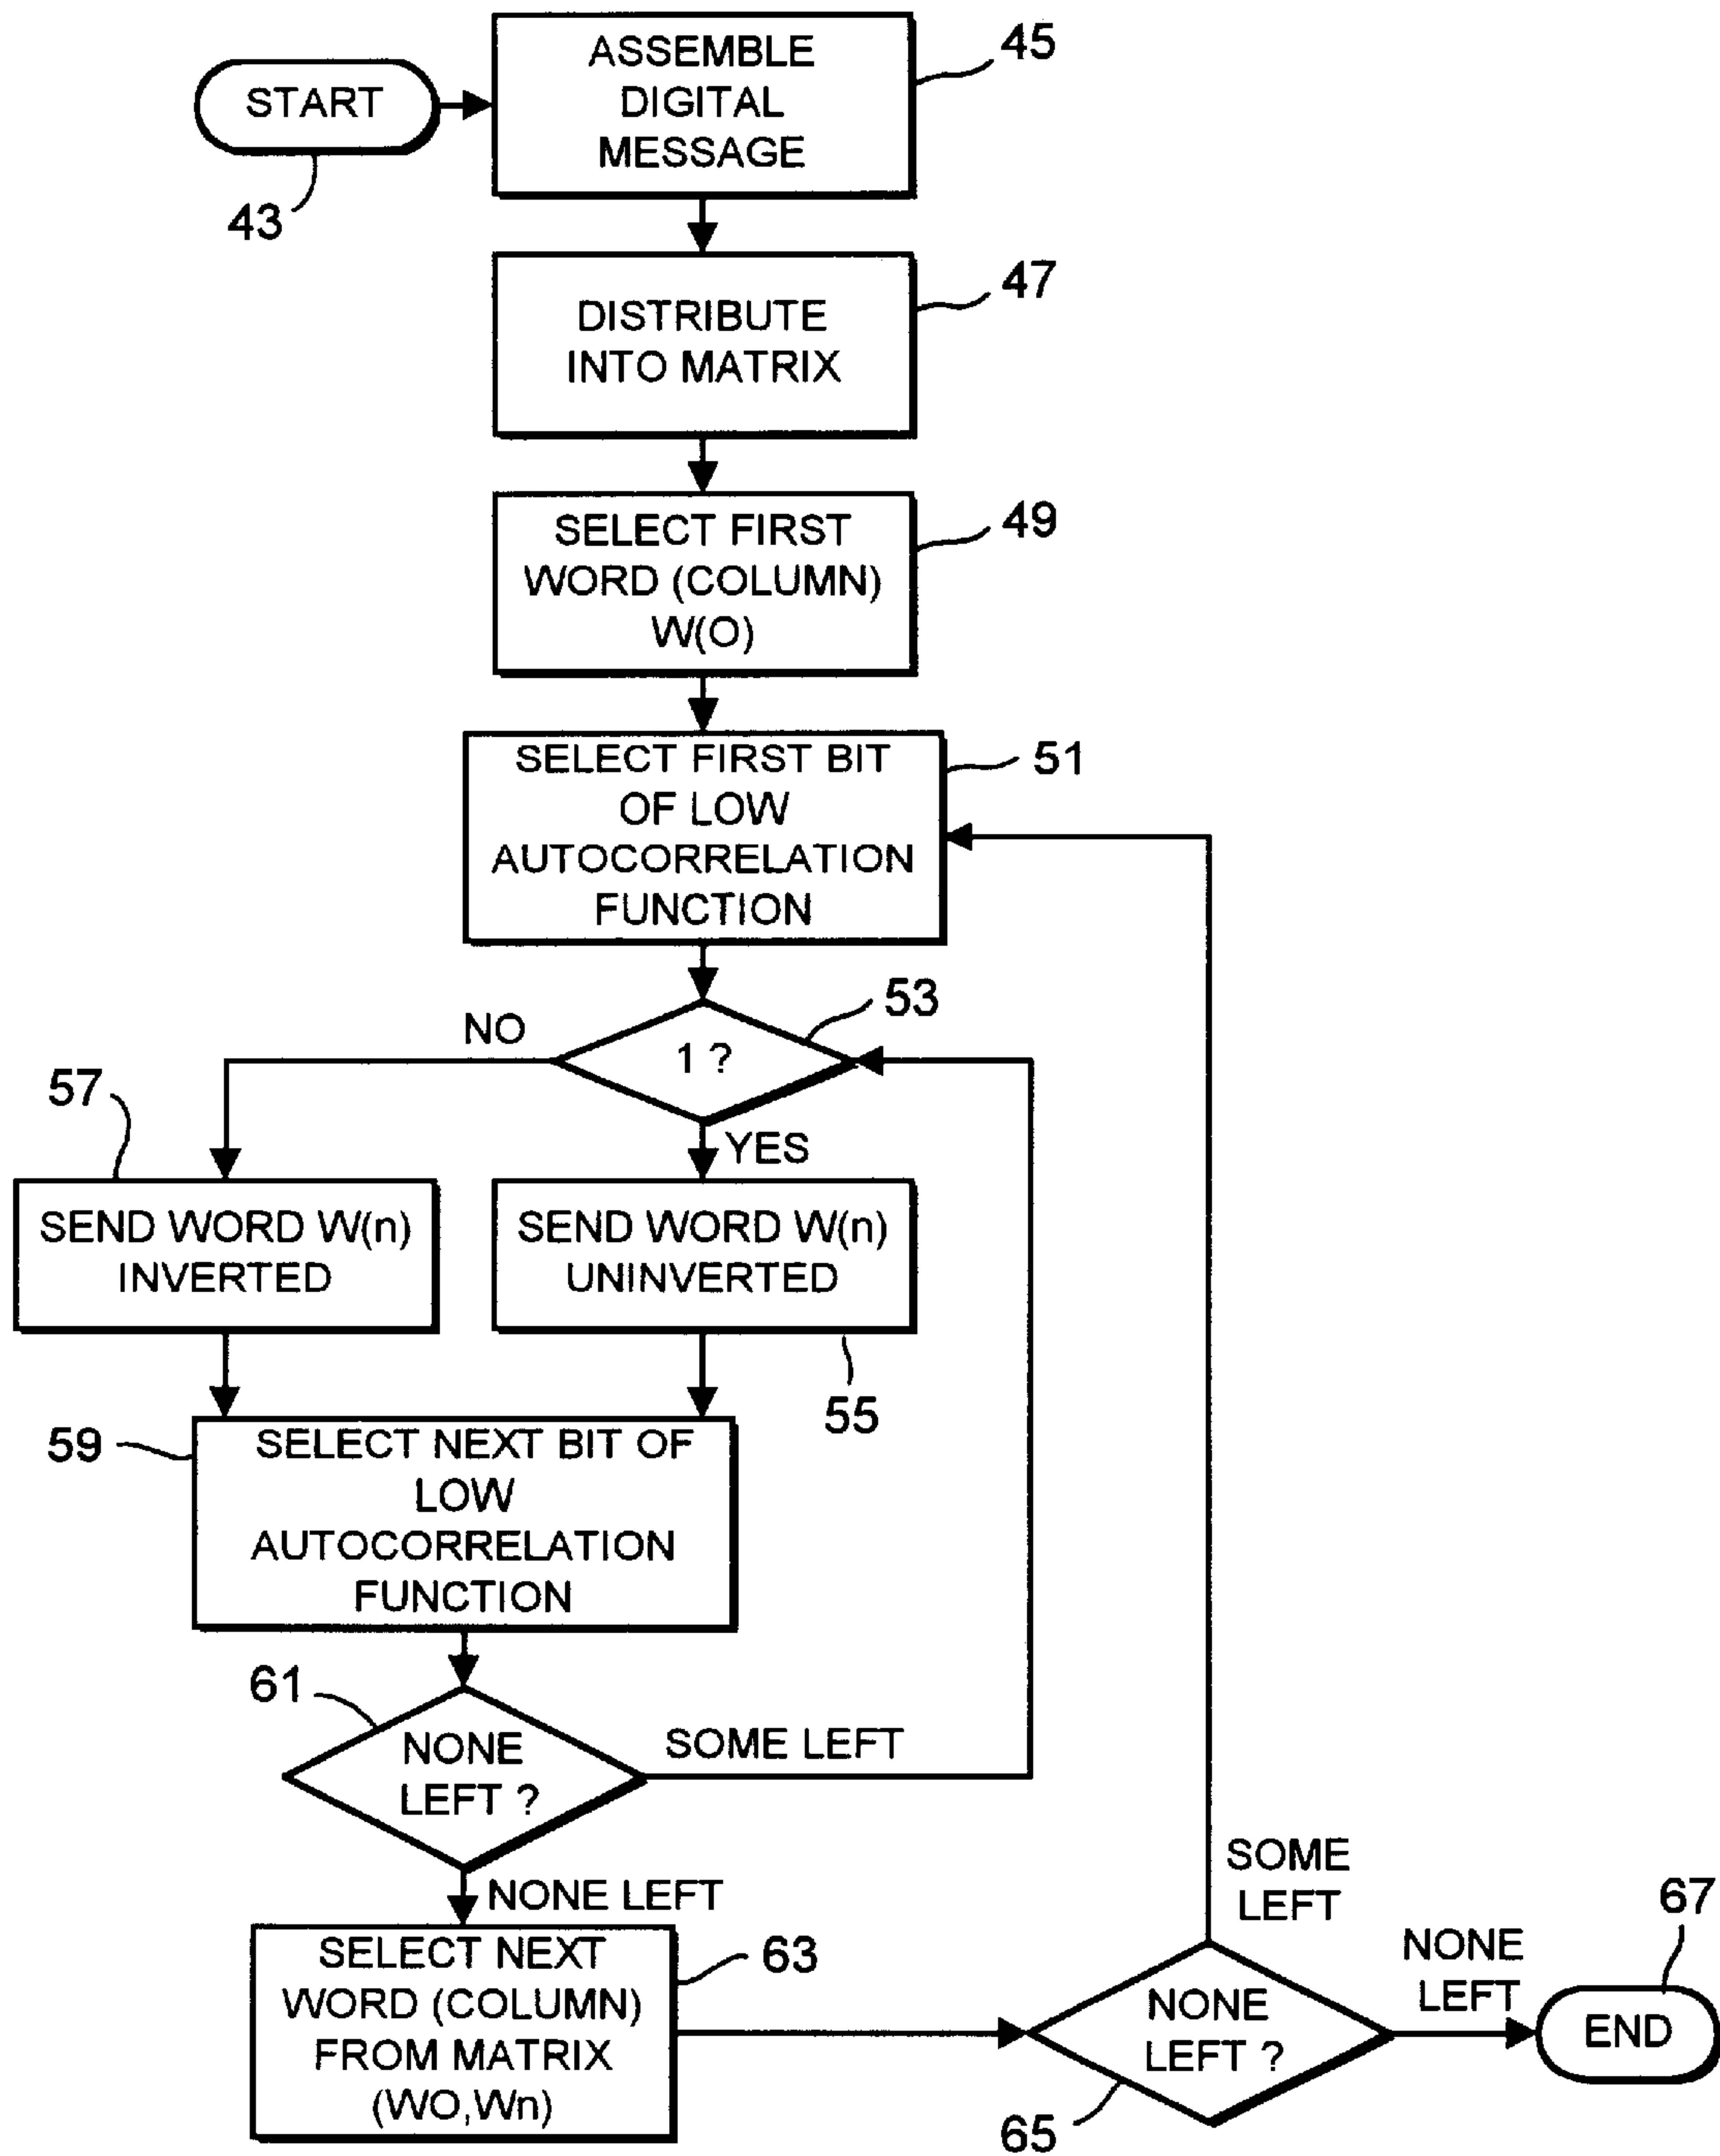 START
43
ASSEMBLE
DIGITAL
MESSAGE
45
DISTRIBUTE
INTO MATRIX
47
SELECT FIRST
WORD (COLUMN)
W(O)
49
SELECT FIRST BIT
OF LOW
AUTOCORRELATION
FUNCTION
51
1 ?
53
NO
YES
57
SEND WORD W(n)
INVERTED
SEND WORD W(n)
UNINVERTED
55
59
SELECT NEXT BIT OF
LOW
AUTOCORRELATION
FUNCTION
61
NONE
LEFT ?
SOME LEFT
NONE LEFT
SELECT NEXT
WORD (COLUMN)
FROM MATRIX
(WO,Wn)
63
NONE
LEFT ?
65
SOME
LEFT
NONE
LEFT
END
67